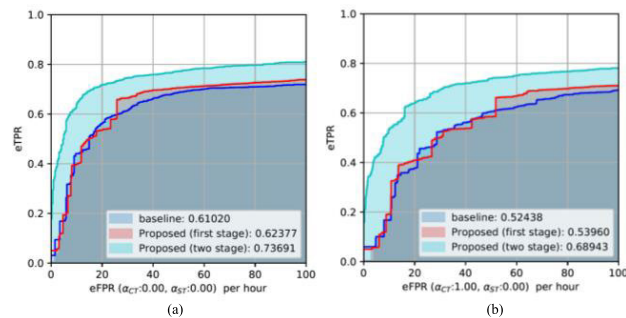 1.0
0.8
0.6
0.4
0.2
0.0
eTPR
baseline: 0.61020
Proposed (first stage): 0.62377
Proposed (two stage): 0.73691
0 20 40 60 80 100
eFPR (αCT:0.00, αST:0.00) per hour
(a)
1.0
0.8
0.6
0.4
0.2
0.0
eTPR
baseline: 0.52438
Proposed (first stage): 0.53960
Proposed (two stage): 0.68943
0 20 40 60 80 100
eFPR (αCT:1.00, αST:0.00) per hour
(b)